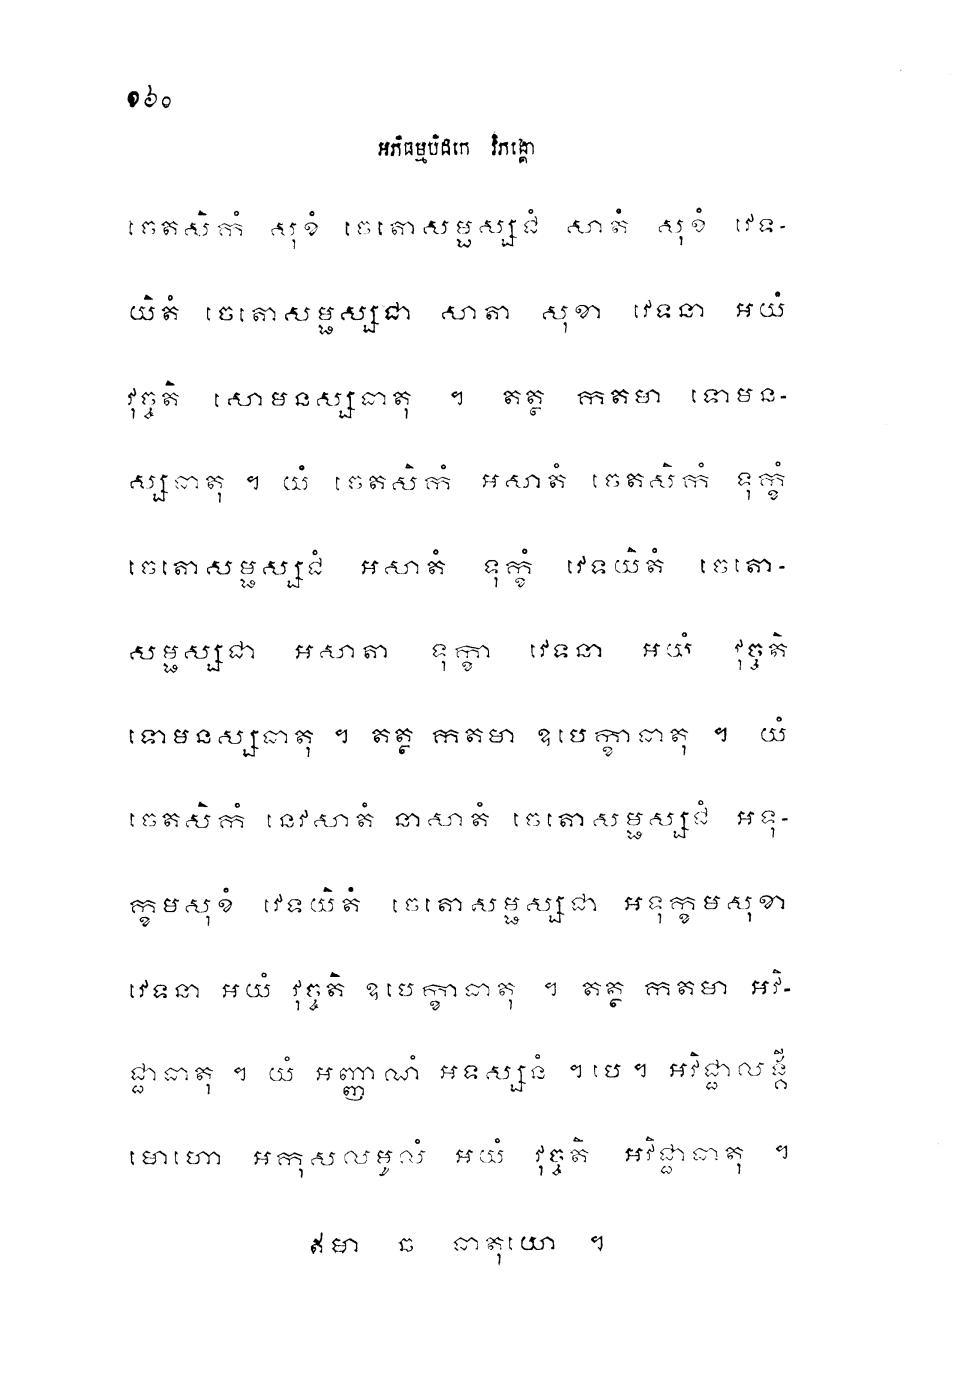 ១៦០
អភិធម្មបិដកេ វិភង្គោ
ចេតសិកំ សុខំ ចេតោសម្ផស្សជំ សាតំ សុខំ វេទ-
យិតំ ចេតោសម្ផស្សជា សាតា សុខា វេទនា អយំ
វុច្ចតិ សោមនស្សធាតុ ។ តត្ថ កតមា ទោមន-
ស្សធាតុ ។ យំ ចេតសិកំ អសាតំ ចេតសិកំ ទុក្ខំ
ចេតោសម្ផស្សជំ អសាតំ ទុក្ខំ វេទយិតំ ចេតោ-
សម្ផស្សជា អសាតា ទុក្ខា វេទនា អយំ វុច្ចតិ
ទោមនស្សធាតុ ។ តត្ថ កតមា ឧបេក្ខាធាតុ ។ យំ
ចេតសិកំ នេវសាតំ នាសាតំ ចេតោសម្ផស្សជំ អទុ-
ក្ខមសុខំ វេទយិតំ ចេតោសម្ផស្សជា អទុក្ខមសុខា
វេទនា អយំ វុច្ចតិ ឧបេក្ខាធាតុ ។ តត្ថ កតមា អវិ-
ជ្ជាធាតុ ។ យំ អញ្ញាណំ អទស្សនំ ។បេ។ អវិជ្ជាលង្គី
មោហោ អកុសលមូលំ អយំ វុច្ចតិ អវិជ្ជាធាតុ ។
ឥមា ឆ ធាតុយោ ។